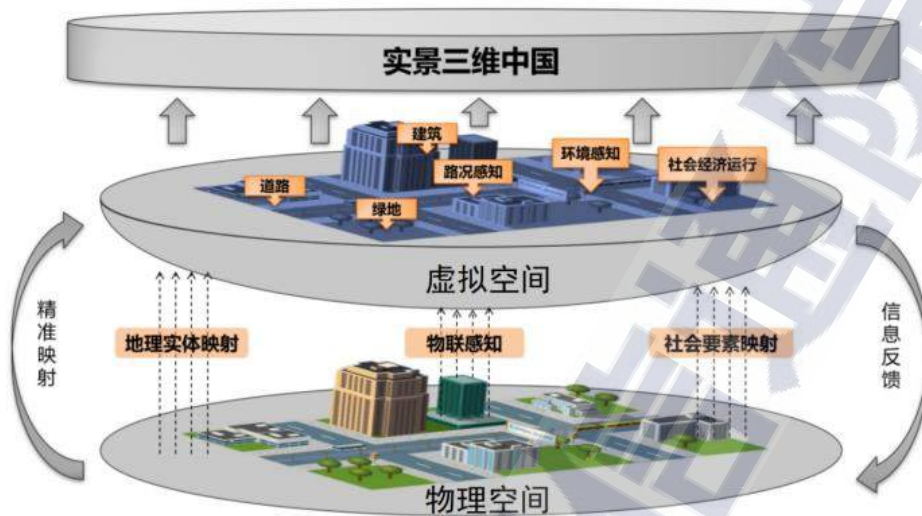 实景三维中国
建筑
环境感知
社会经济运行
路况感知
道路
绿地
虚拟空间
精准映射
信息反馈
地理实体映射
物联感知
社会要素映射
物理空间